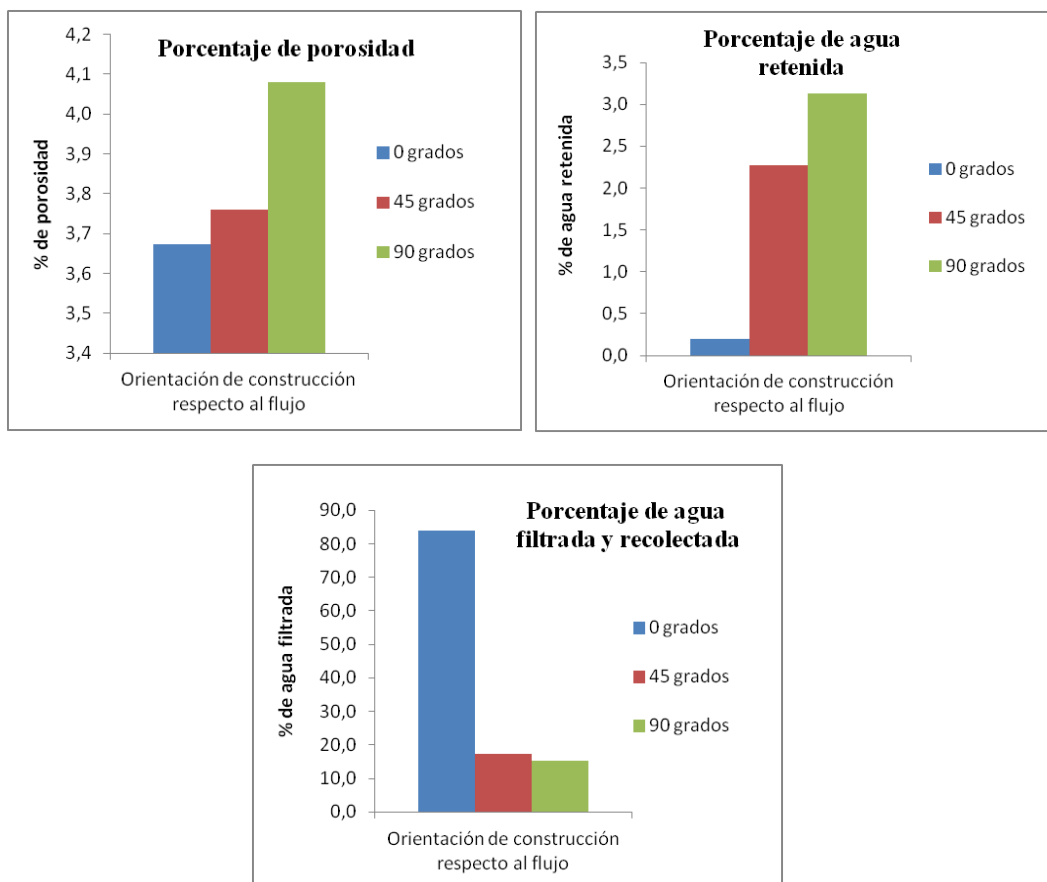 Porcentaje de porosidad
% de porosidad
4,2
4,1
4,0
3,9
3,8
3,7
3,6
3,5
3,4
0 grados
45 grados
90 grados
Orientación de construcción
respecto al flujo
Porcentaje de agua
retenida
% de agua retenida
3,5
3,0
2,5
2,0
1,5
1,0
0,5
0,0
0 grados
45 grados
90 grados
Orientación de construcción
respecto al flujo
Porcentaje de agua
filtrada y recolectada
% de agua filtrada
90,0
80,0
70,0
60,0
50,0
40,0
30,0
20,0
10,0
0,0
0 grados
45 grados
90 grados
Orientación de construcción
respecto al flujo